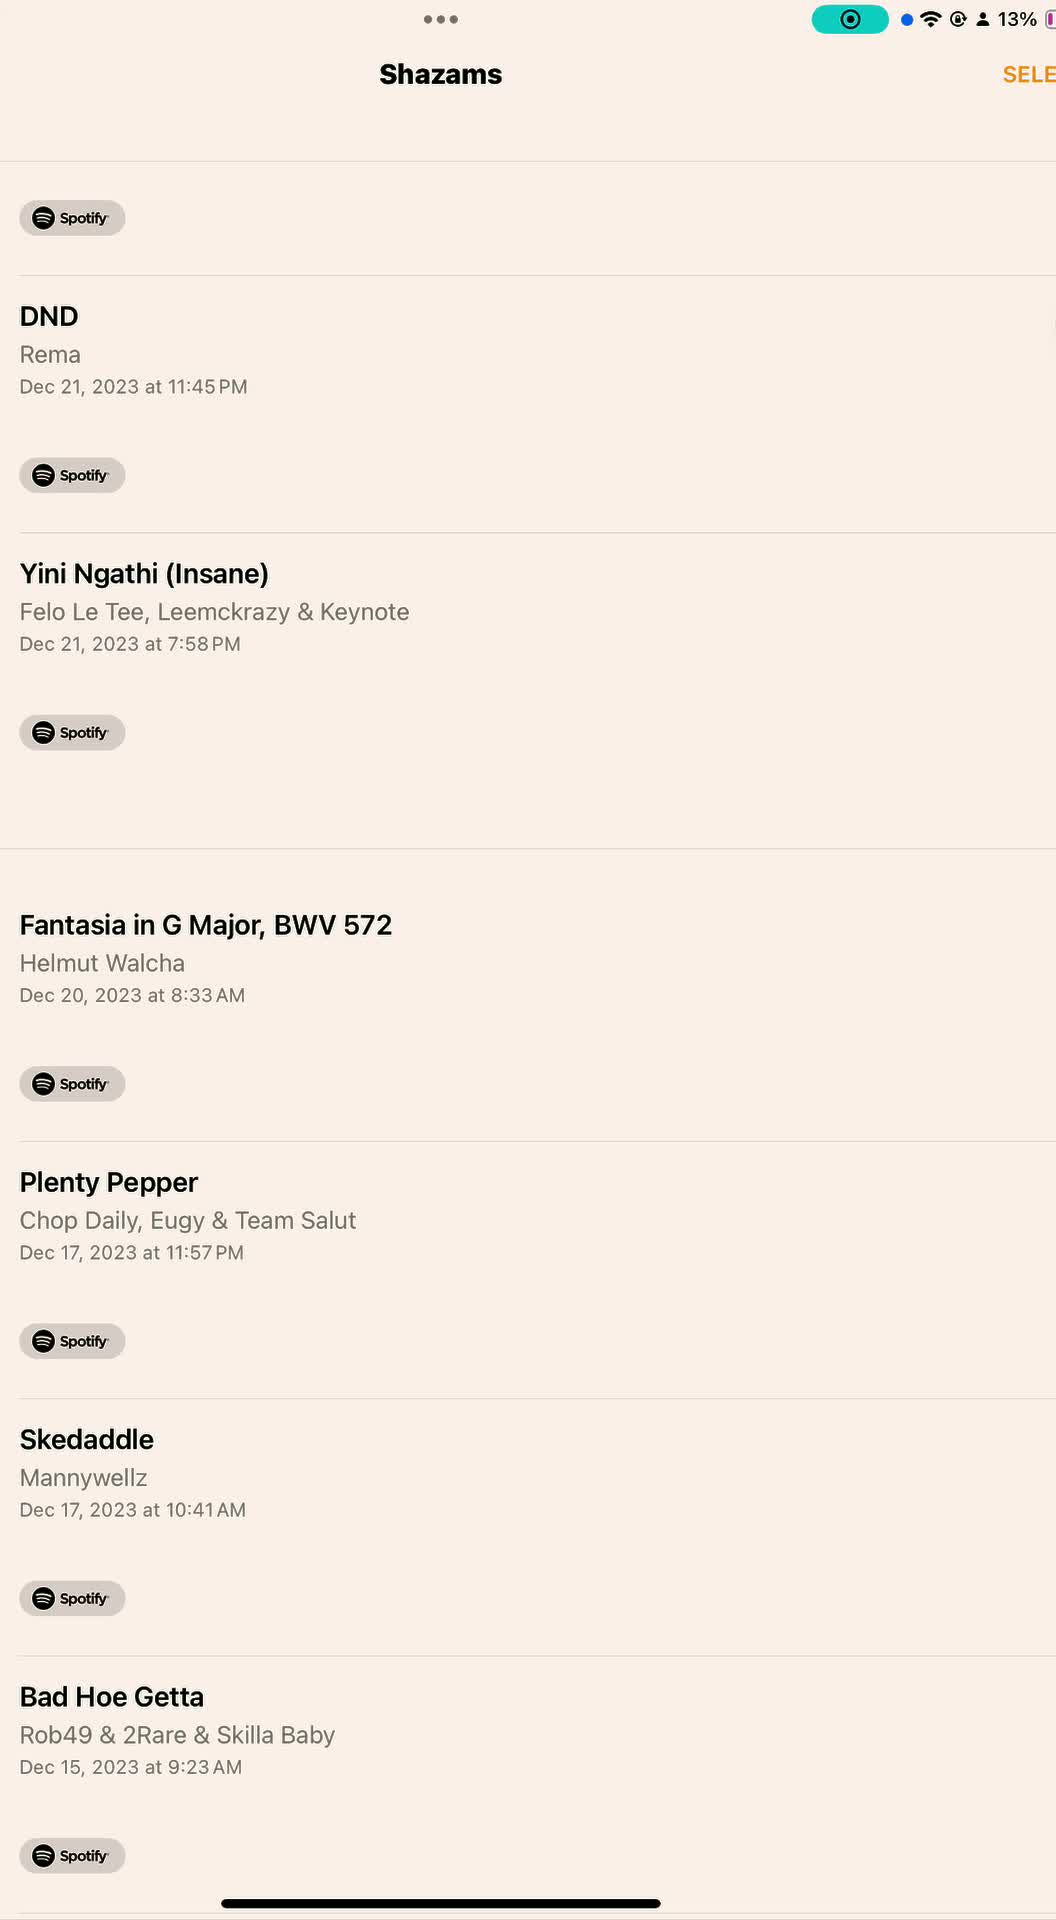 13%
Shazams
SELE
Spotify
DND
Rema
Dec 21, 2023 at 11:45 PM
Spotify
Yini Ngathi (Insane)
Felo Le Tee, Leemckrazy & Keynote
Dec 21, 2023 at 7:58 PM
Spotify
Fantasia in G Major, BWV 572
Helmut Walcha
Dec 20, 2023 at 8:33 AM
Spotify
Plenty Pepper
Chop Daily, Eugy & Team Salut
Dec 17, 2023 at 11:57 PM
Spotify
Skedaddle
Mannywellz
Dec 17, 2023 at 10:41 AM
Spotify
Bad Hoe Getta
Rob49 & 2Rare & Skilla Baby
Dec 15, 2023 at 9:23 AM
Spotify